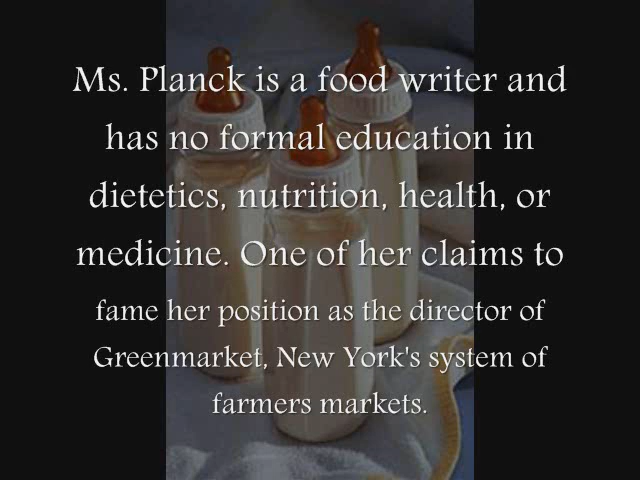 Ms. Planck is a food writer and
has no formal education in
dietetics, nutrition, health, or
medicine. One of her claims to
fame her position as the director of
Greenmarket, New York's system of
farmers markets.